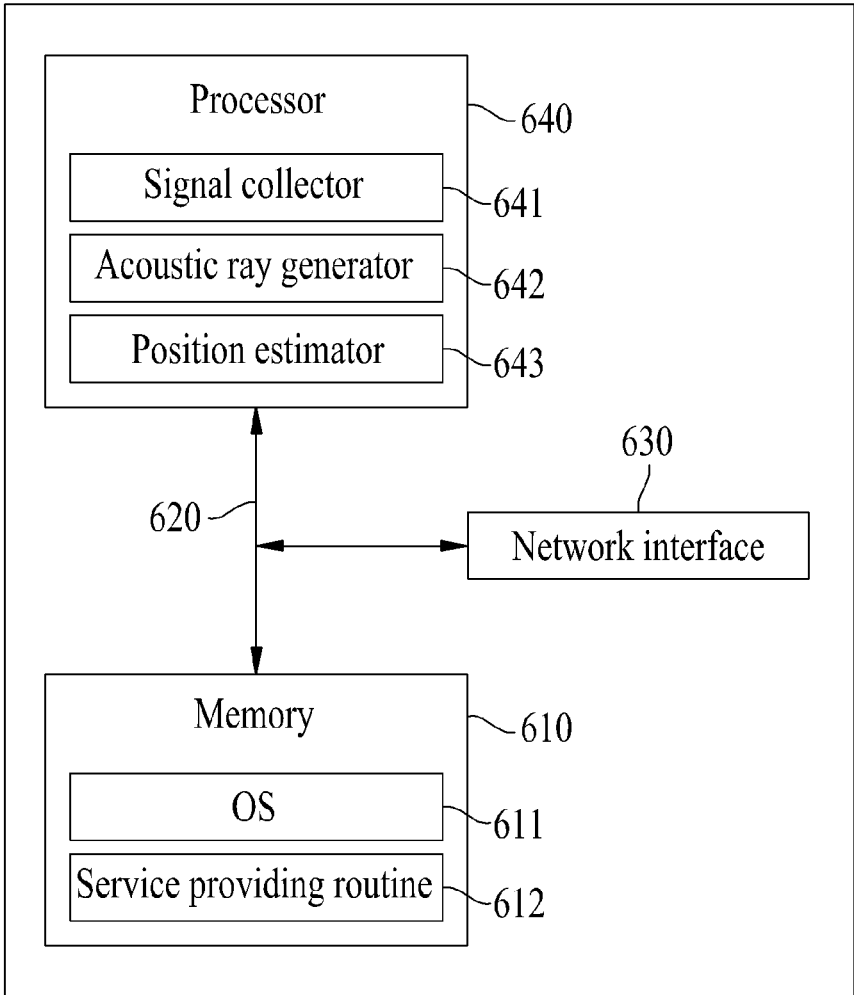 Processor
640
Signal collector
641
Acoustic ray generator
642
Position estimator
643
620
630
Network interface
Memory
610
OS
611
Service providing routine
612